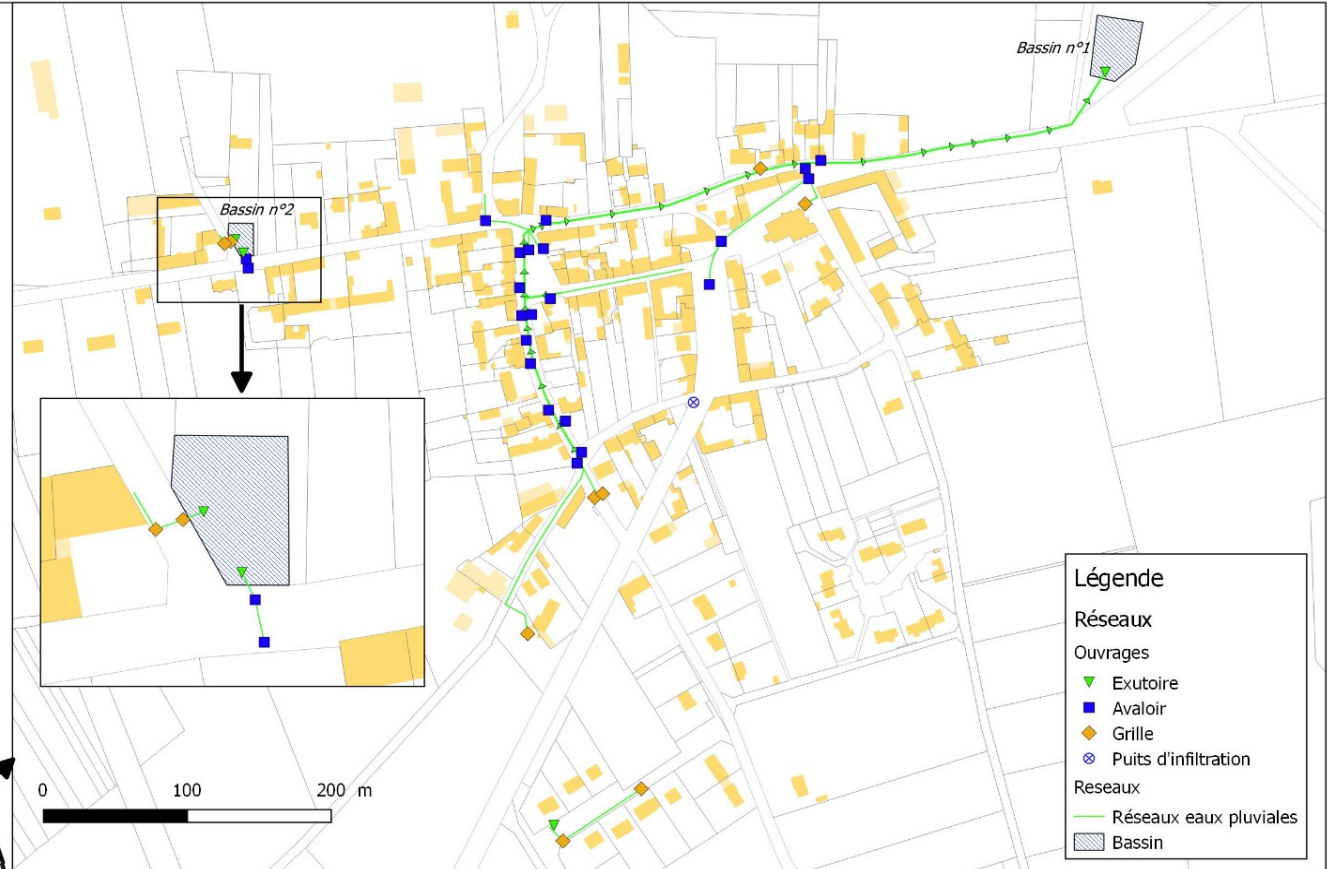 Bassin n°1
Bassin n°2
0 100 200 m
Légende
Réseaux
Ouvrages
Exutoire
Avaloir
Grille
Puits d'infiltration
Reseaux
Réseaux eaux pluviales
Bassin